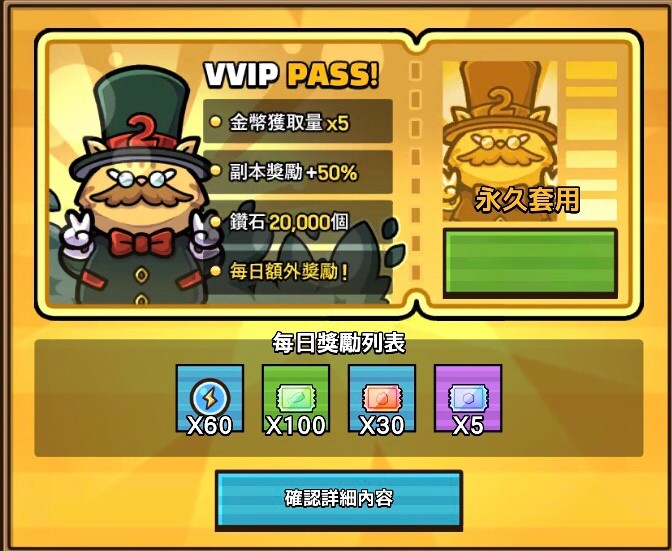 VVIP PASS!
2
金幣獲取量 x5
副本獎勵 +50%
鑽石 20,000個
每日額外獎勵!
2
永久套用
每日獎勵列表
X60
X100
X30
X5
確認詳細內容